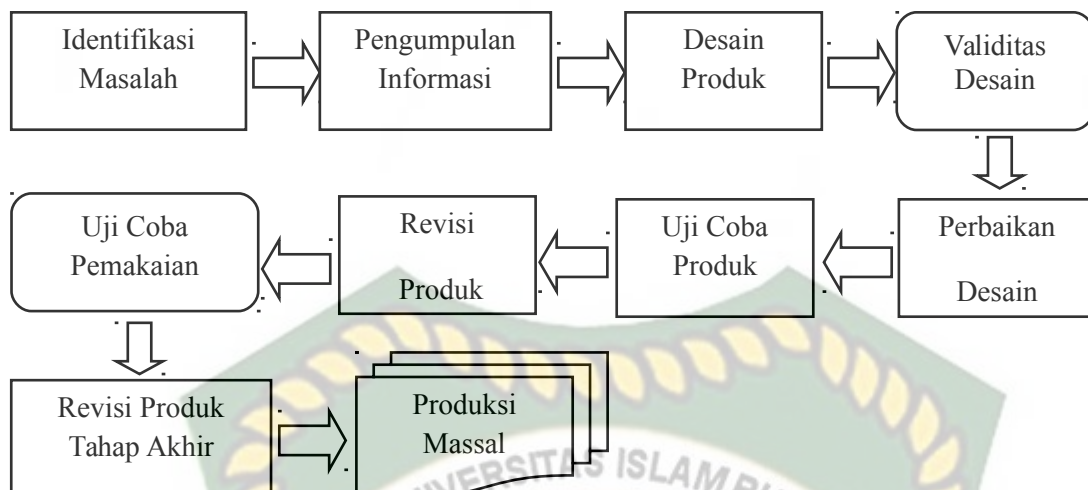 Identifikasi
Masalah
Pengumpulan
Informasi
Desain
Produk
Validitas
Desain
Perbaikan
Desain
Uji Coba
Produk
Revisi
Produk
Uji Coba
Pemakaian
Revisi Produk
Tahap Akhir
Produksi
Massal
UNIVERSITAS ISLAM